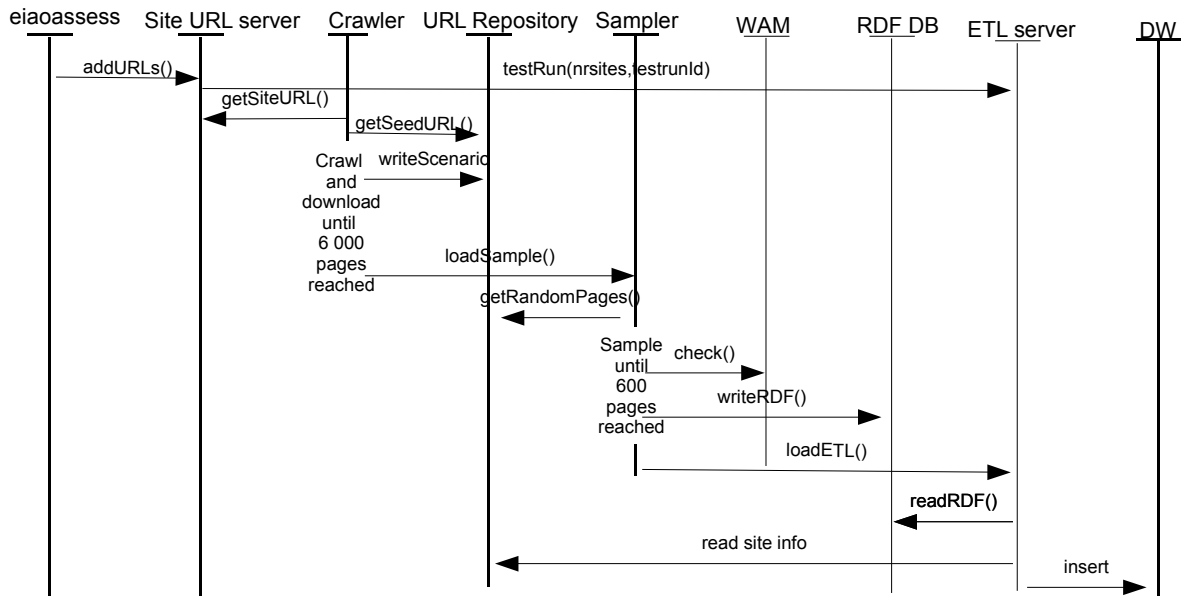 eiaoassess
Site URL server
Crawler
URL Repository
Sampler
WAM
RDF DB
ETL server
DW
addURLs()
testRun(nrsites,testrunId)
getSiteURL()
getSeedURL()
writeScenario
Crawl
and
download
until
6 000
pages
reached
loadSample()
getRandomPages()
Sample
until
600
pages
reached
check()
writeRDF()
loadETL()
readRDF()
read site info
insert